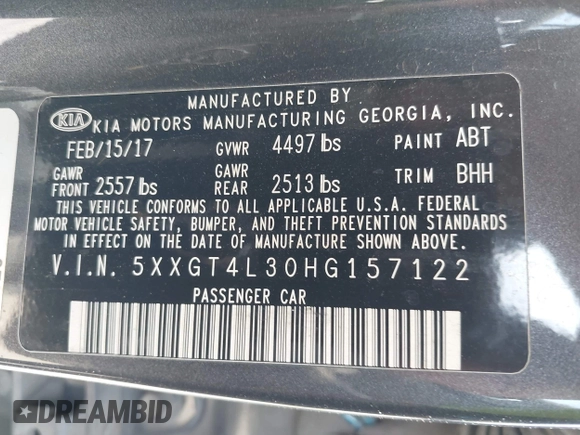 MANUFACTURED BY
KIA KIA MOTORS MANUFACTURING GEORGIA, INC.
FEB/15/17 GVWR 4497 lbs PAINT ABT
GAWR FRONT 2557 lbs GAWR REAR 2513 lbs TRIM BHH
THIS VEHICLE CONFORMS TO ALL APPLICABLE U.S.A. FEDERAL
MOTOR VEHICLE SAFETY, BUMPER, AND THEFT PREVENTION STANDARDS
IN EFFECT ON THE DATE OF MANUFACTURE SHOWN ABOVE.
V.I.N. 5XXGT4L30HG157122
PASSENGER CAR
DREAMBID